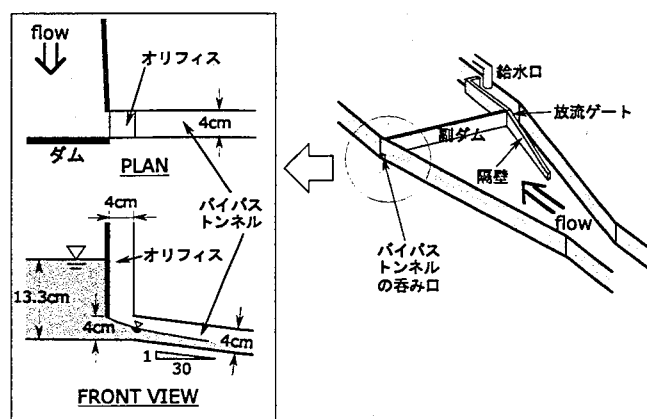 flow
オリフィス
4cm
バイパス
トンネル
ダム
PLAN
4cm
オリフィス
13.3cm
4cm
4cm
1
30
FRONT VIEW
給水口
放流ゲート
副ダム
隔壁
flow
バイパス
トンネル
の呑み口